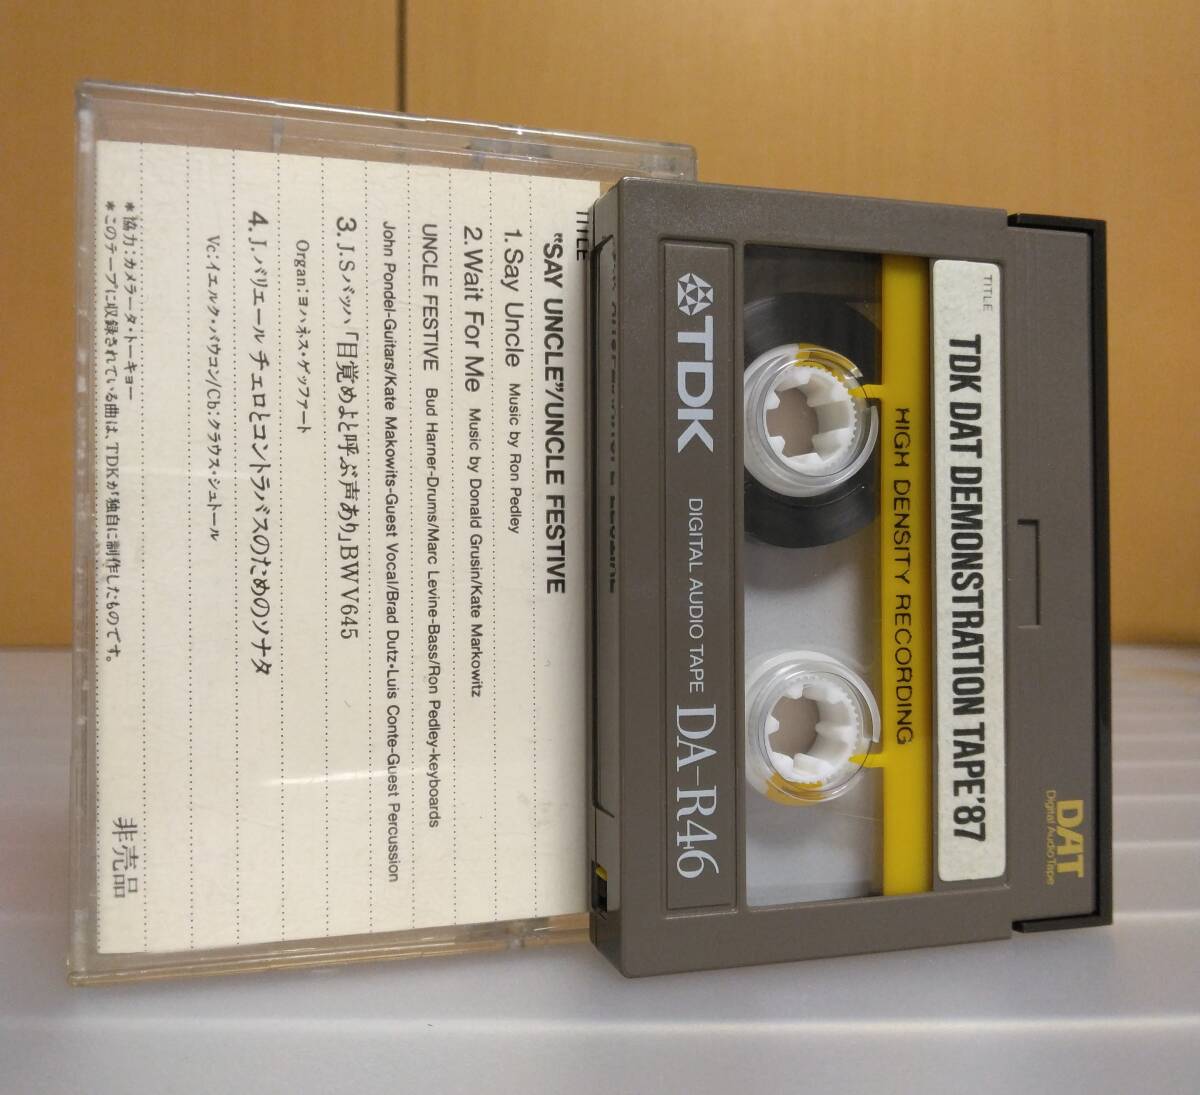 TITLE
"SAY UNCLE"/UNCLE FESTIVE
1. Say Uncle Music by Ron Pedley
2. Wait For Me Music by Donald Grusin/Kate Markowitz
UNCLE FESTIVE Bud Harner-Drums/Marc Levine-Bass/Ron Pedley-keyboards
John Pondel-Guitars/Kate Makowits-Guest Vocal/Brad Dutz・Luis Conte-Guest Percussion
3. J.Sバッハ「目覚めよと呼ぶ声あり」BWV645
Organ:ヨハネス・ゲッファート
4. J. バリエール チェロとコントラバスのためのソナタ
Vc:イエルク・バウコン/Cb:クラウス・シュトール
*協力:カメラータ・トーキョー
*このテープに収録されている曲は、TDKが独自に制作したものです。
非売品
TITLE
TDK DAT DEMONSTRATION TAPE'87
HIGH DENSITY RECORDING
TDK DIGITAL AUDIO TAPE DA-R46
DAT
Digital Audio Tape